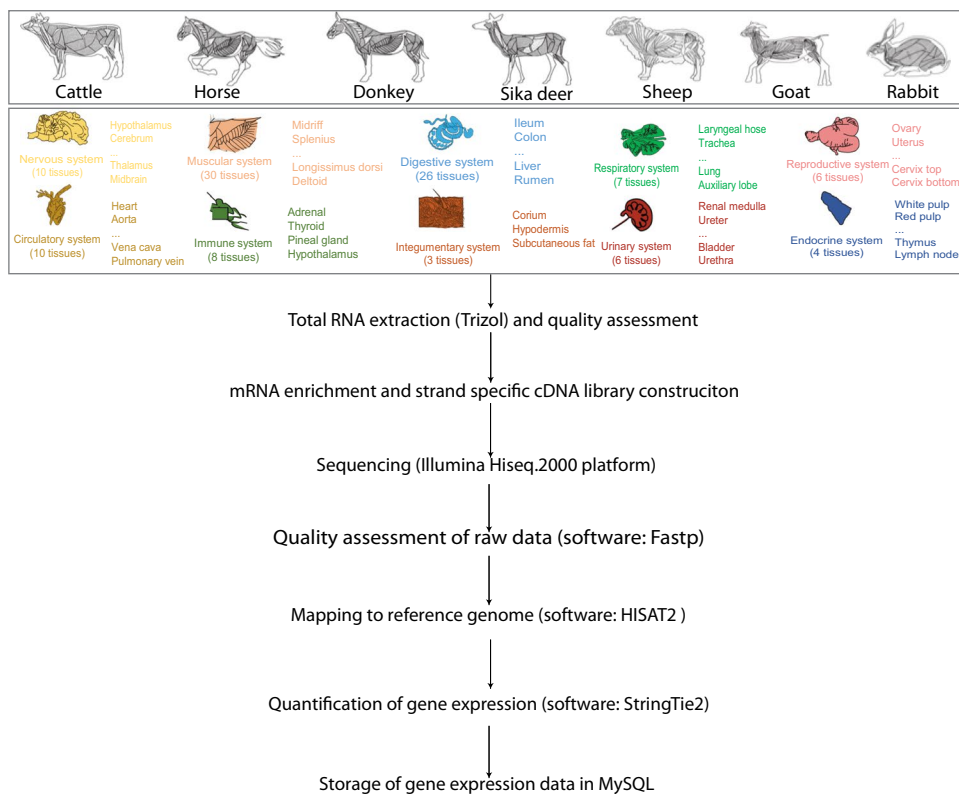 Cattle
Horse
Donkey
Sika deer
Sheep
Goat
Rabbit
Nervous system
(10 tissues)
Hypothalamus
Cerebrum
...
Thalamus
Midbrain
Muscular system
(30 tissues)
Midriff
Splenius
...
Longissimus dorsi
Deltoid
Digestive system
(26 tissues)
Ileum
Colon
...
Liver
Rumen
Respiratory system
(7 tissues)
Laryngeal hose
Trachea
...
Lung
Auxiliary lobe
Reproductive system
(6 tissues)
Ovary
Uterus
...
Cervix top
Cervix bottom
Circulatory system
(10 tissues)
Heart
Aorta
...
Vena cava
Pulmonary vein
Immune system
(8 tissues)
Adrenal
Thyroid
Pineal gland
Hypothalamus
Integumentary system
(3 tissues)
Corium
Hypodermis
Subcutaneous fat
Urinary system
(6 tissues)
Renal medulla
Ureter
...
Bladder
Urethra
Endocrine system
(4 tissues)
White pulp
Red pulp
...
Thymus
Lymph node
Total RNA extraction (Trizol) and quality assessment
mRNA enrichment and strand specific cDNA library construciton
Sequencing (Illumina Hiseq.2000 platform)
Quality assessment of raw data (software: Fastp)
Mapping to reference genome (software: HISAT2 )
Quantification of gene expression (software: StringTie2)
Storage of gene expression data in MySQL